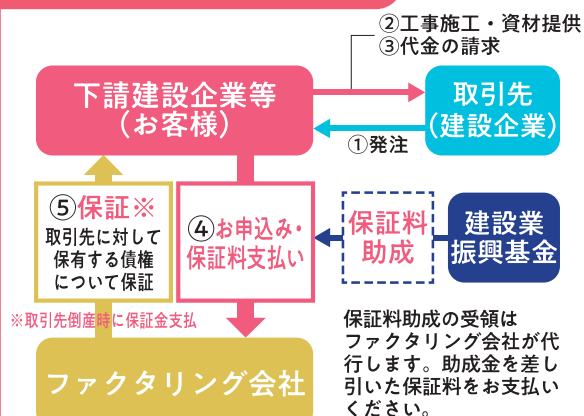 ②工事施工・資材提供
③代金の請求
下請建設企業等
（お客様）
取引先
（建設企業）
①発注
⑤保証※
取引先に対して
保有する債権
について保証
④お申込み・
保証料支払い
保証料
助成
建設業
振興基金
※取引先倒産時に保証金支払
ファクタリング会社
保証料助成の受領は
ファクタリング会社が代
行します。助成金を差し
引いた保証料をお支払い
ください。